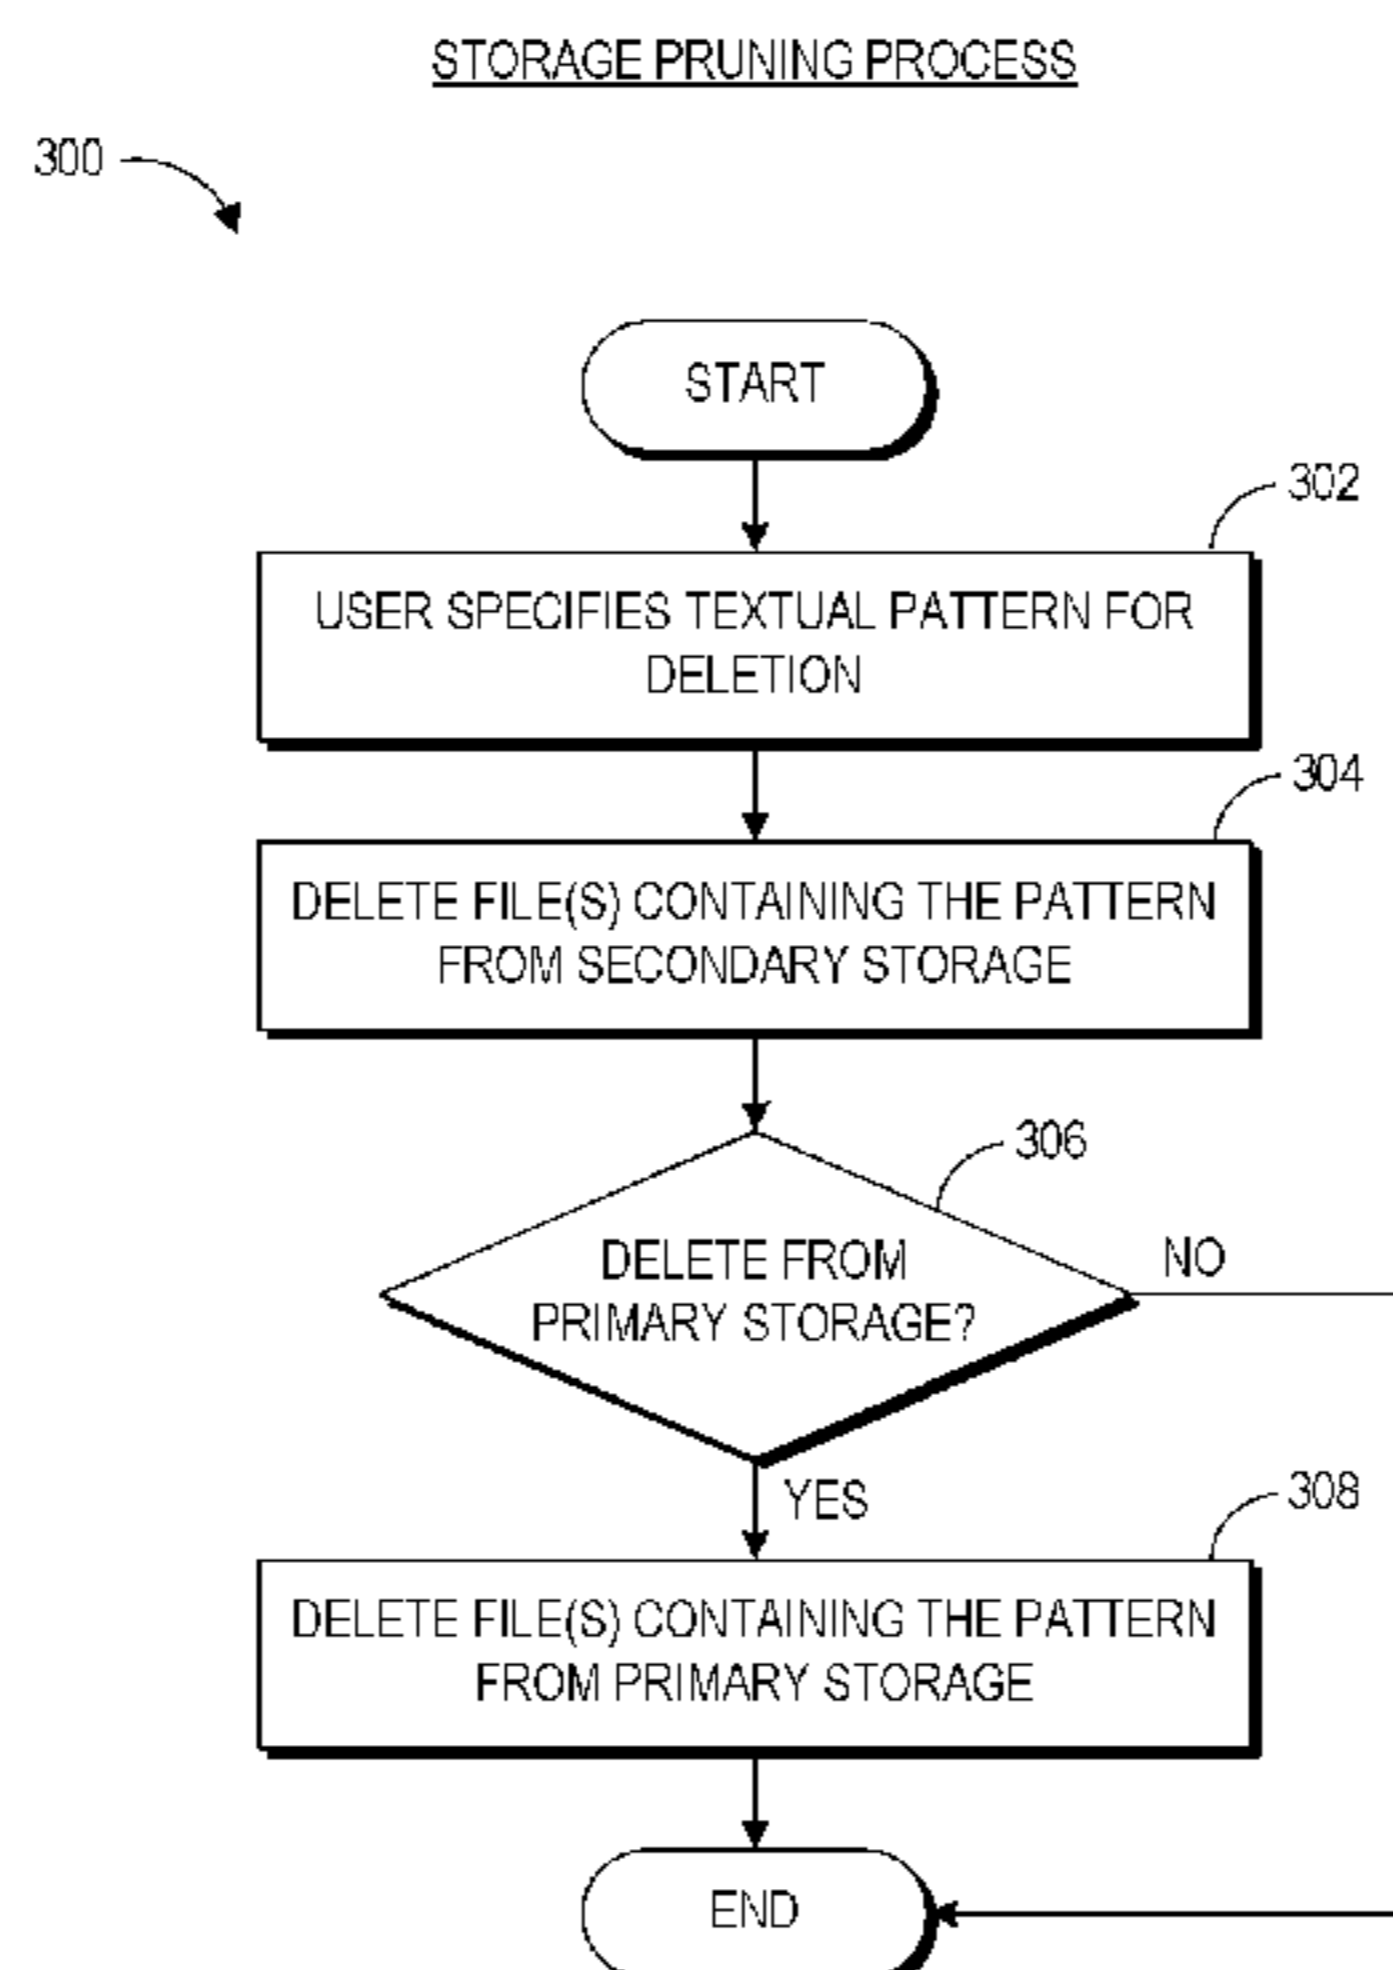 STORAGE PRUNING PROCESS
300
START
302
USER SPECIFIES TEXTUAL PATTERN FOR
DELETION
304
DELETE FILE(S) CONTAINING THE PATTERN
FROM SECONDARY STORAGE
306
DELETE FROM
PRIMARY STORAGE?
NO
YES
308
DELETE FILE(S) CONTAINING THE PATTERN
FROM PRIMARY STORAGE
END